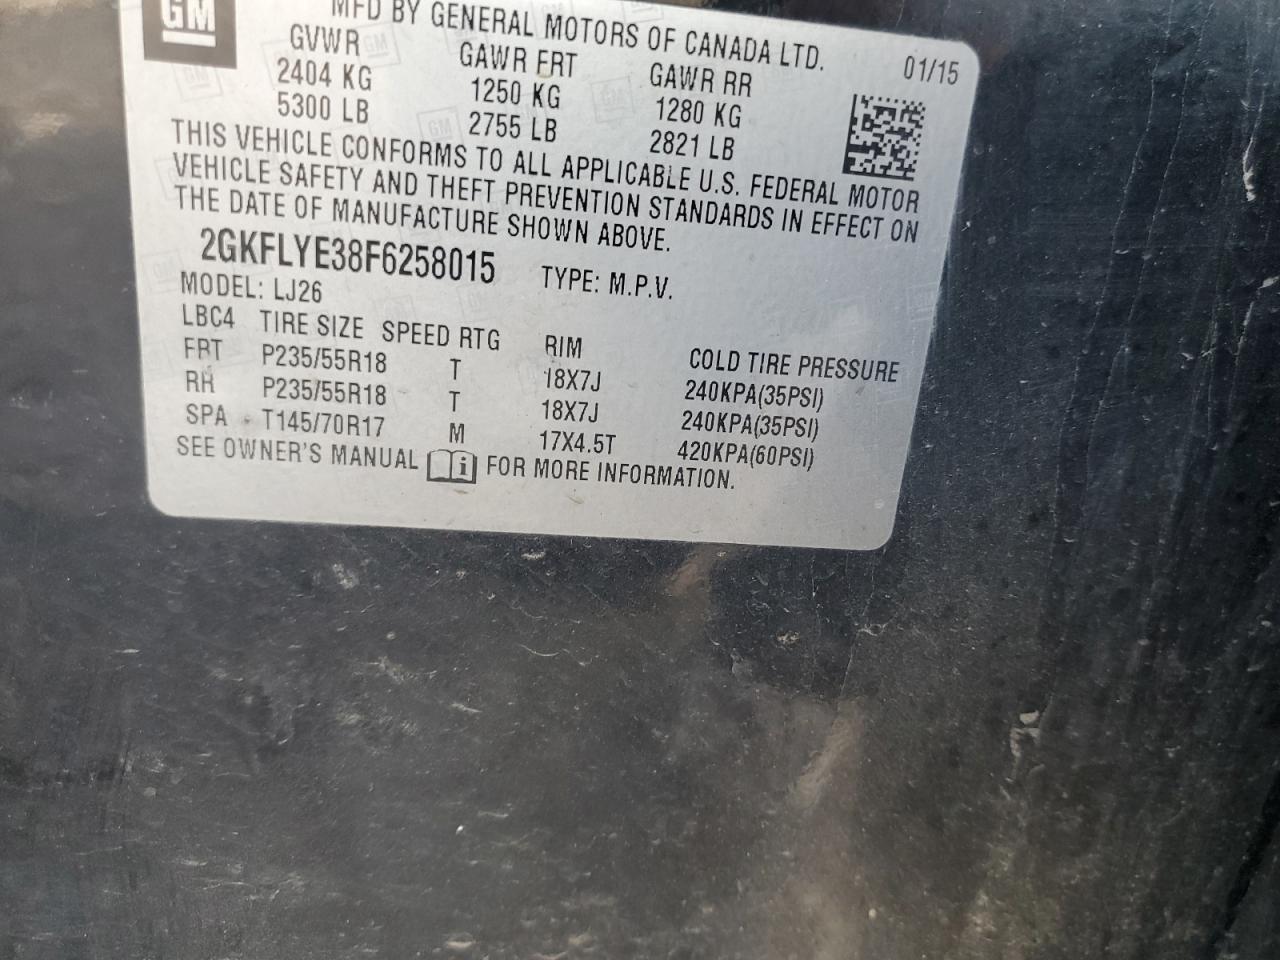 GM
MFD BY GENERAL MOTORS OF CANADA LTD.
GVWR GAWR FRT GAWR RR 01/15
2404 KG 1250 KG 1280 KG
5300 LB 2755 LB 2821 LB
THIS VEHICLE CONFORMS TO ALL APPLICABLE U.S. FEDERAL MOTOR
VEHICLE SAFETY AND THEFT PREVENTION STANDARDS IN EFFECT ON
THE DATE OF MANUFACTURE SHOWN ABOVE.
2GKFLYE38F6258015 TYPE: M.P.V.
MODEL: LJ26
LBC4 TIRE SIZE SPEED RTG RIM COLD TIRE PRESSURE
FRT P235/55R18 T 18X7J 240KPA(35PSI)
RR P235/55R18 T 18X7J 240KPA(35PSI)
SPA T145/70R17 M 17X4.5T 420KPA(60PSI)
SEE OWNER'S MANUAL i FOR MORE INFORMATION.